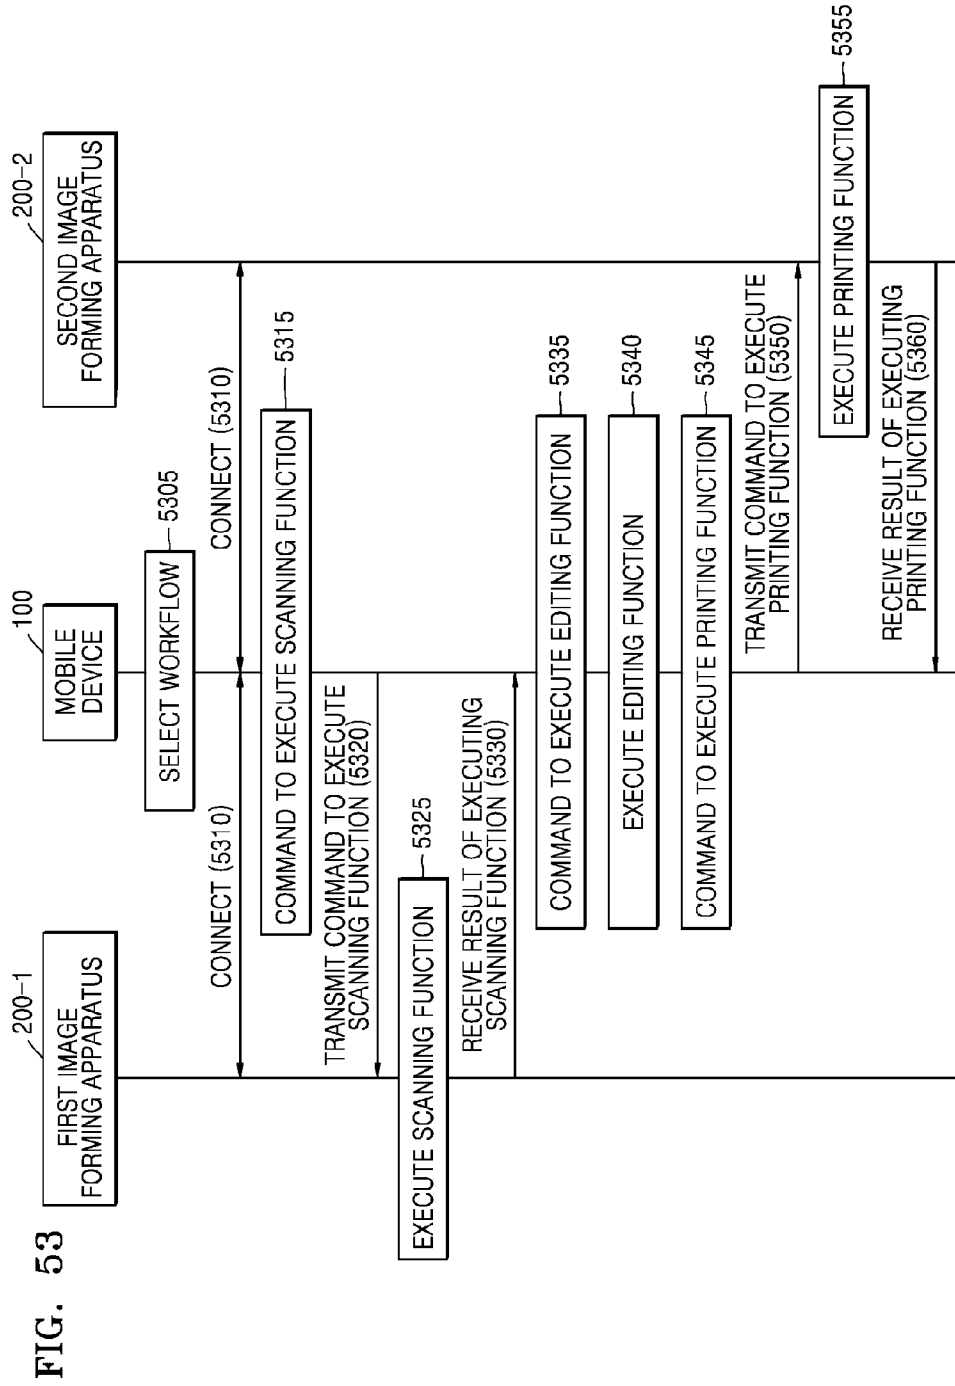 FIG. 53
FIRST IMAGE
FORMING APPARATUS
200-1
MOBILE
DEVICE
100
SECOND IMAGE
FORMING APPARATUS
200-2
SELECT WORKFLOW
5305
CONNECT (5310)
CONNECT (5310)
COMMAND TO EXECUTE SCANNING FUNCTION
5315
TRANSMIT COMMAND TO EXECUTE
SCANNING FUNCTION (5320)
EXECUTE SCANNING FUNCTION
5325
RECEIVE RESULT OF EXECUTING
SCANNING FUNCTION (5330)
COMMAND TO EXECUTE EDITING FUNCTION
5335
EXECUTE EDITING FUNCTION
5340
COMMAND TO EXECUTE PRINTING FUNCTION
5345
TRANSMIT COMMAND TO EXECUTE
PRINTING FUNCTION (5350)
EXECUTE PRINTING FUNCTION
5355
RECEIVE RESULT OF EXECUTING
PRINTING FUNCTION (5360)